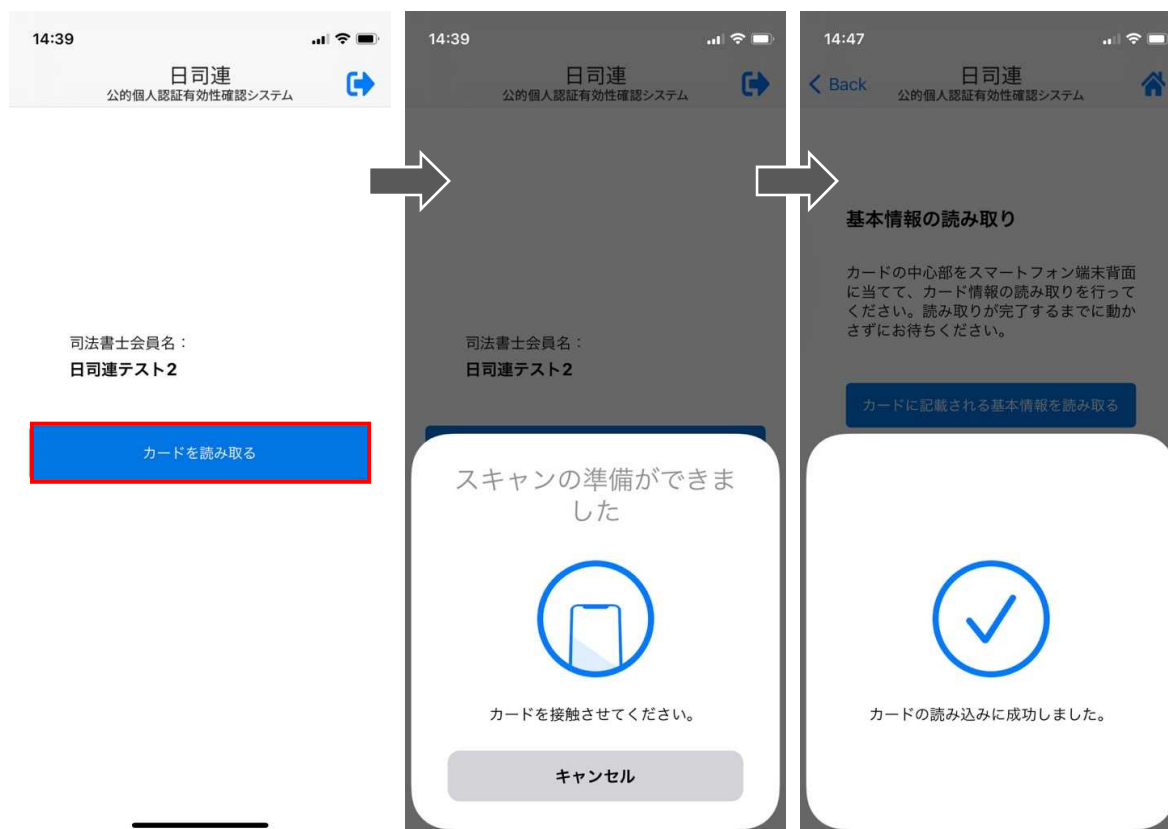 14:39
日司連
公的個人認証有効性確認システム
司法書士会員名：
日司連テスト2
カードを読み取る
14:39
日司連
公的個人認証有効性確認システム
司法書士会員名：
日司連テスト2
スキャンの準備ができま
した
カードを接触させてください。
キャンセル
14:47
Back
日司連
公的個人認証有効性確認システム
基本情報の読み取り
カードの中心部をスマートフォン端末背面
に当てて、カード情報の読み取りを行って
ください。読み取りが完了するまでに動か
さずにお待ちください。
カードに記載される基本情報を読み取る
カードの読み込みに成功しました。